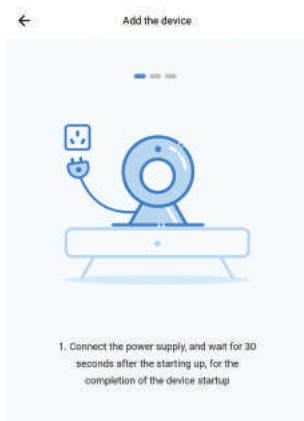 Add the device
1. Connect the power supply, and wait for 30
seconds after the starting up, for the
completion of the device startup